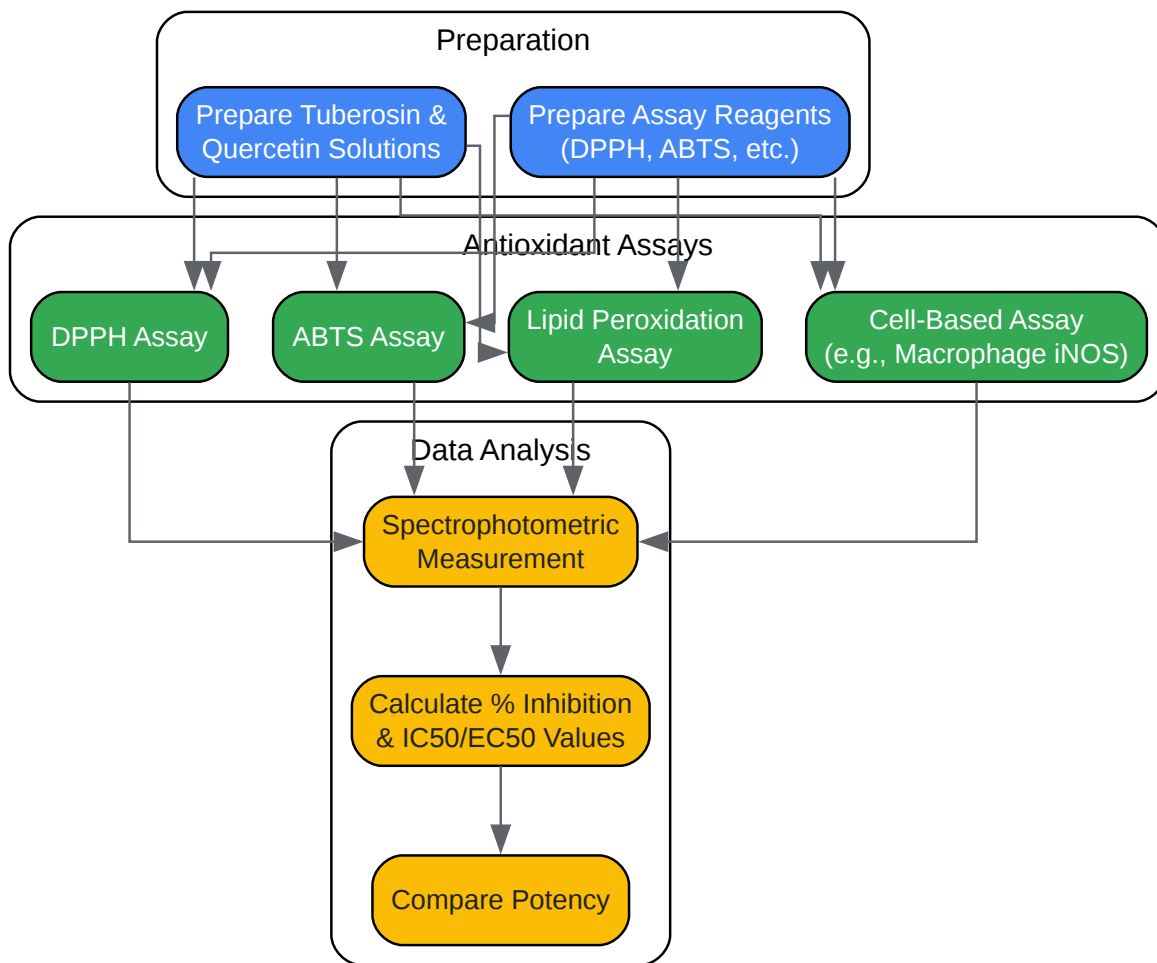 Preparation
Prepare Tuberosin &
Quercetin Solutions
Prepare Assay Reagents
(DPPH, ABTS, etc.)
Antioxidant Assays
DPPH Assay
ABTS Assay
Lipid Peroxidation
Assay
Cell-Based Assay
(e.g., Macrophage iNOS)
Data Analysis
Spectrophotometric
Measurement
Calculate % Inhibition
& IC50/EC50 Values
Compare Potency